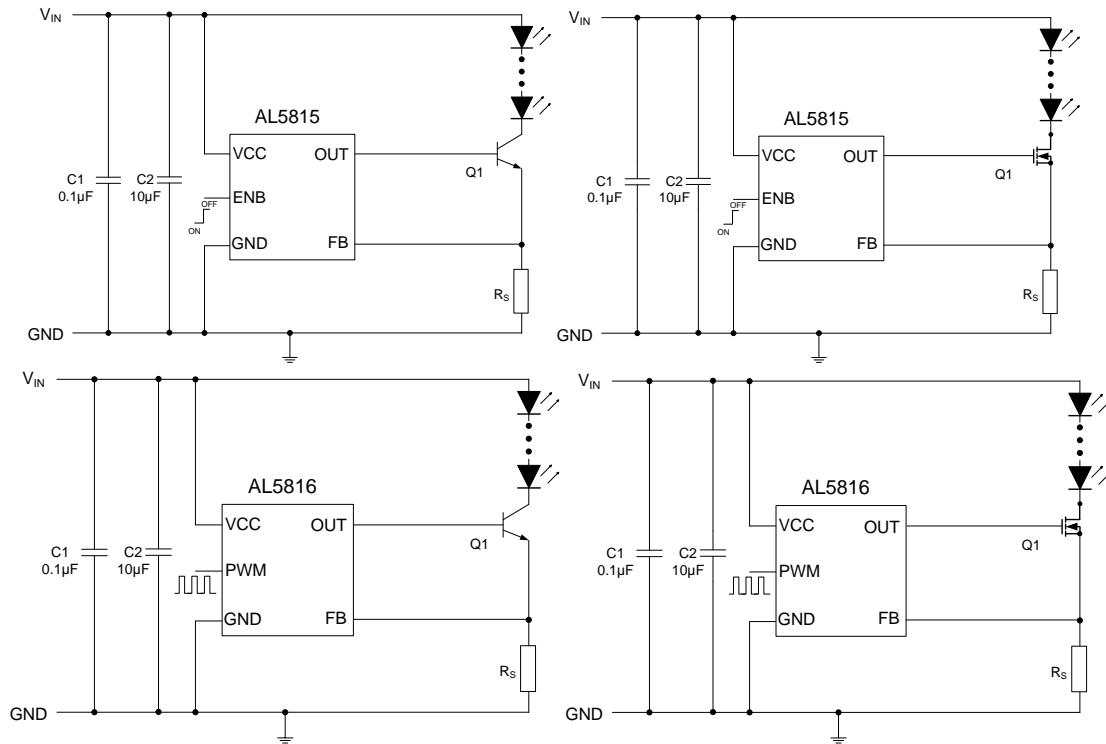 VIN
AL5815
VCC OUT
C1
0.1µF
C2
10µF
ENB
OFF
ON
GND FB
Q1
RS
GND
VIN
AL5815
VCC OUT
C1
0.1µF
C2
10µF
ENB
OFF
ON
GND FB
Q1
RS
GND
VIN
AL5816
VCC OUT
C1
0.1µF
C2
10µF
PWM
GND FB
Q1
RS
GND
VIN
AL5816
VCC OUT
C1
0.1µF
C2
10µF
PWM
GND FB
Q1
RS
GND